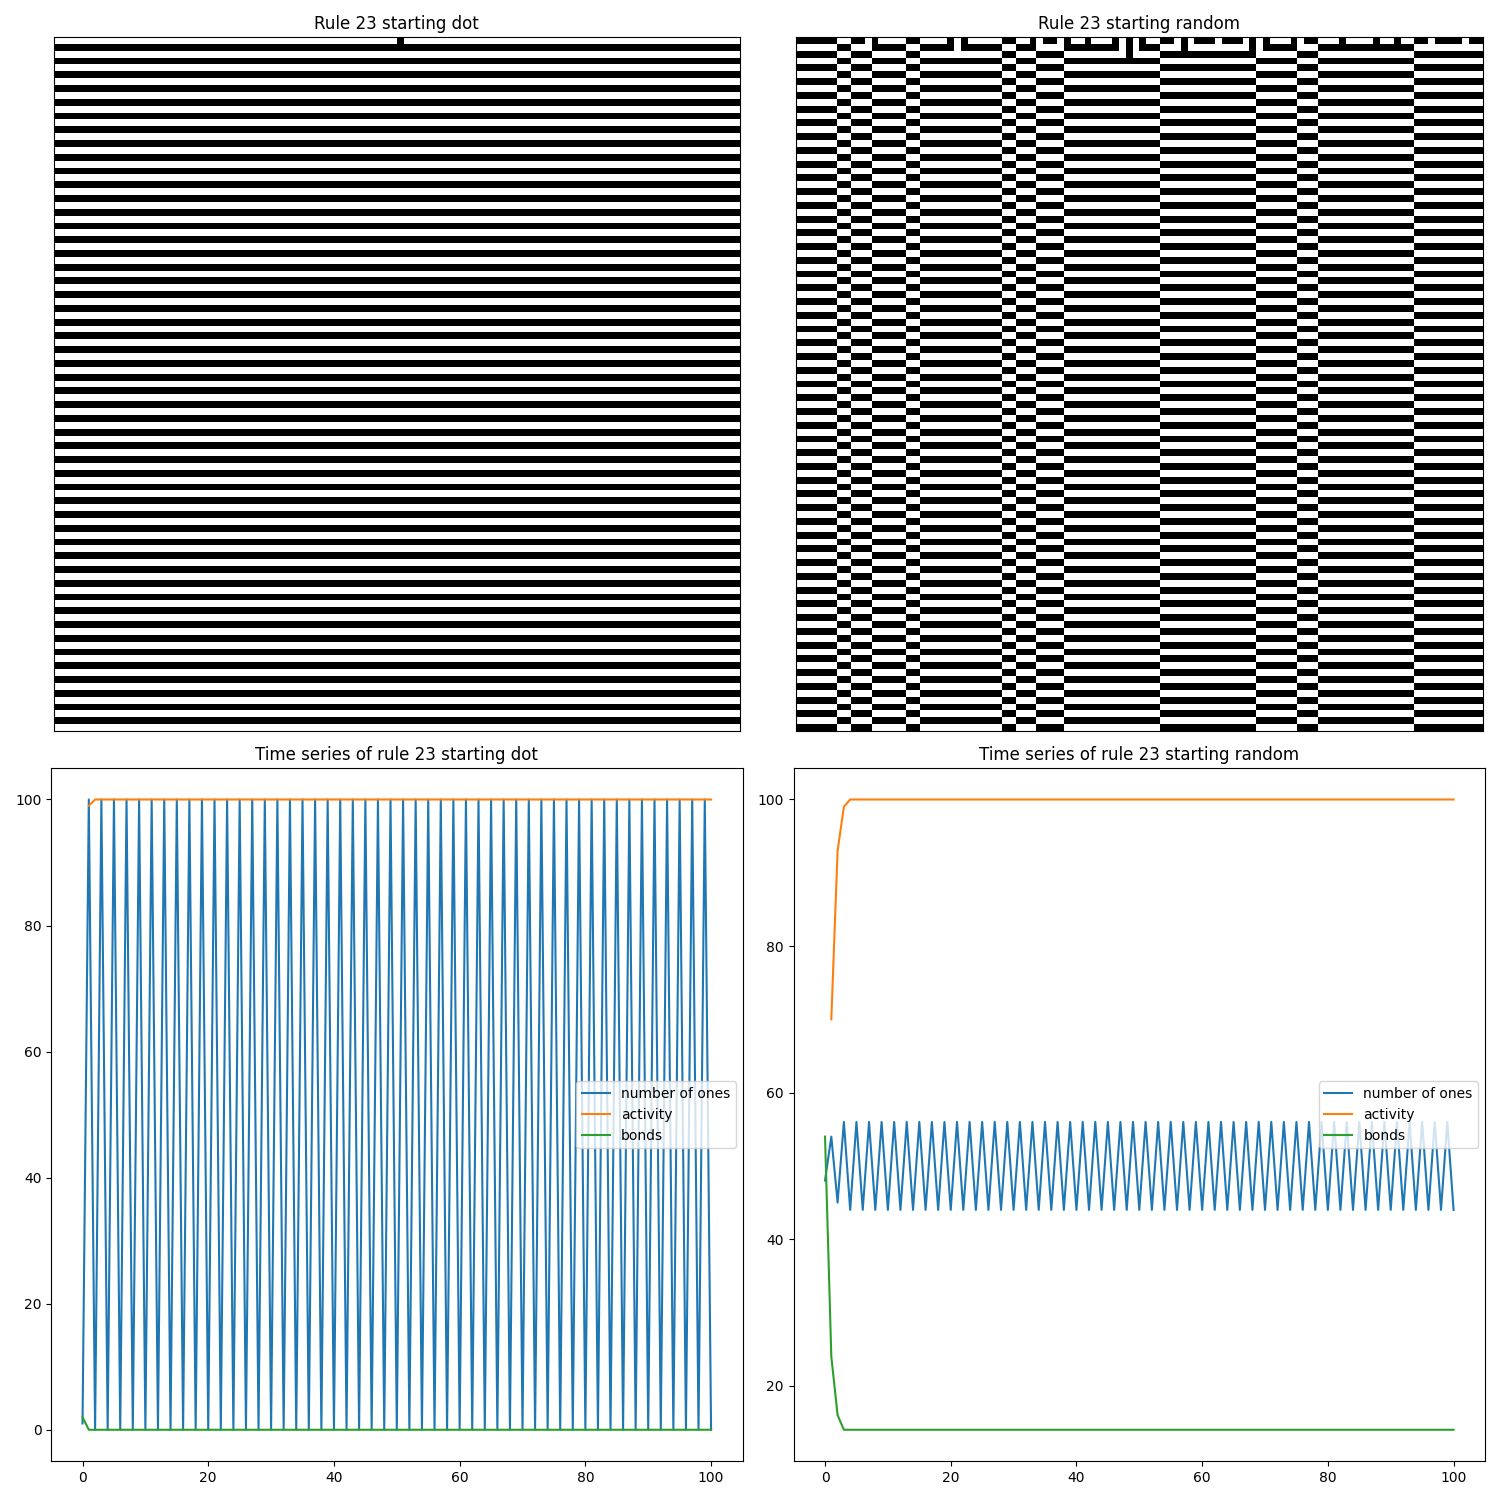 Rule 23 starting dot
Rule 23 starting random
Time series of rule 23 starting dot
100
80
60
40
20
0
number of ones
activity
bonds
0 20 40 60 80 100
Time series of rule 23 starting random
100
80
60
40
20
number of ones
activity
bonds
0 20 40 60 80 100